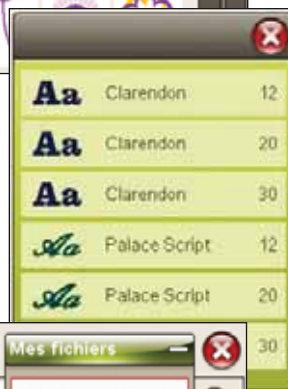 Aa Clarendon 12
Aa Clarendon 20
Aa Clarendon 30
Aa Palace Script 12
Aa Palace Script 20
30
Mes fichiers